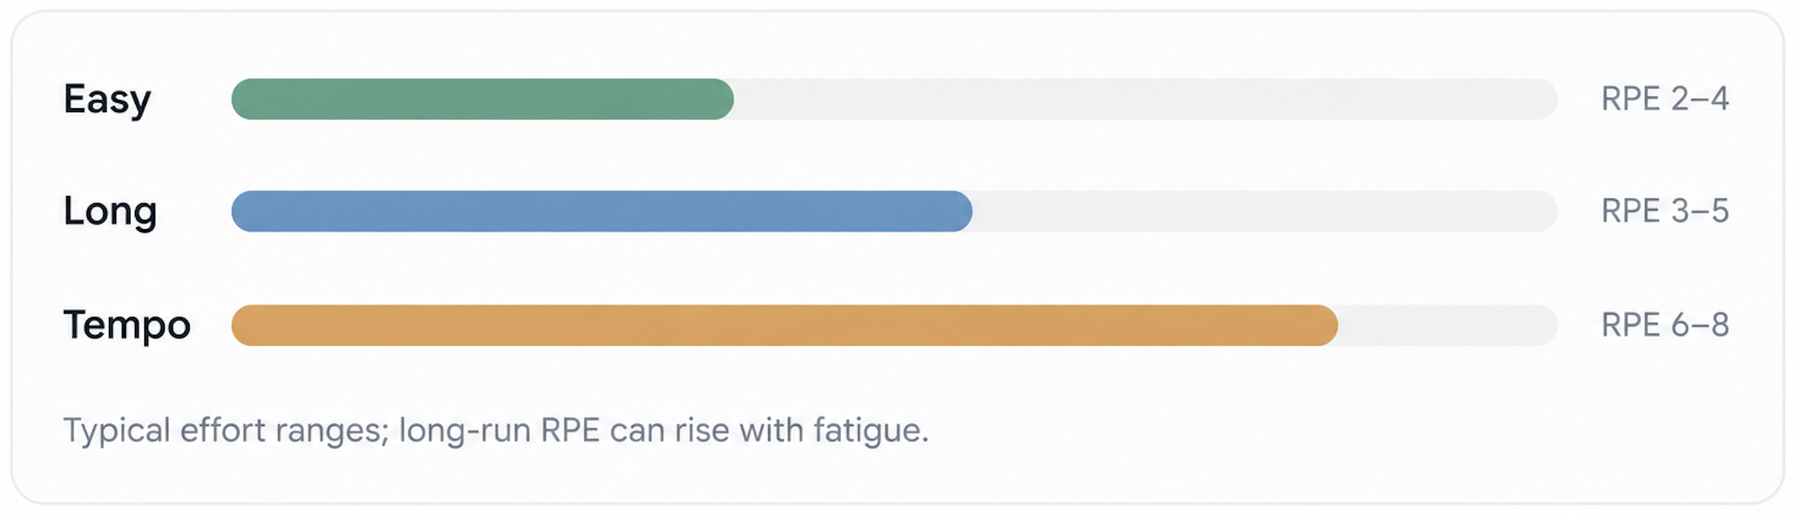 Easy RPE 2–4
Long RPE 3–5
Tempo RPE 6–8
Typical effort ranges; long-run RPE can rise with fatigue.